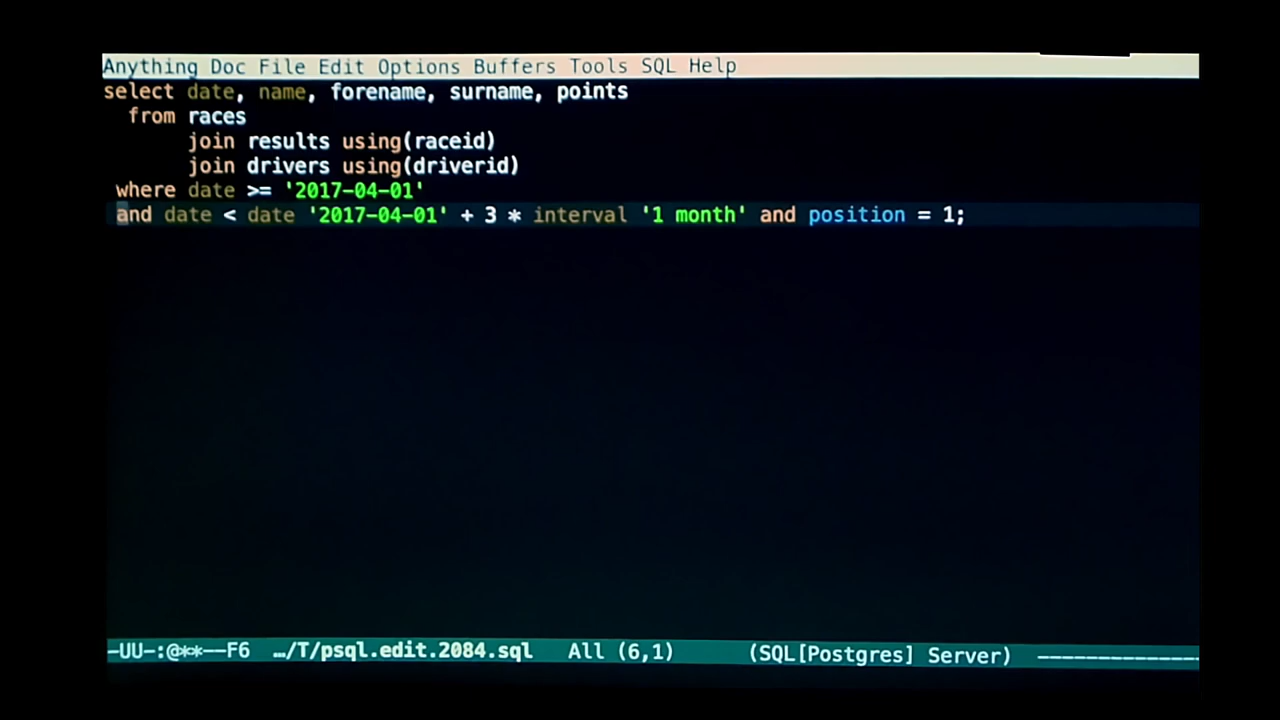 Anything Doc File Edit Options Buffers Tools SQL Help
select date, name, forename, surname, points
from races
join results using(raceid)
join drivers using(driverid)
where date >= '2017-04-01'
and date < date '2017-04-01' + 3 * interval '1 month' and position = 1;
-UU-:@**--F6 …/T/psql.edit.2084.sql All (6,1) (SQL[Postgres] Server) --------------